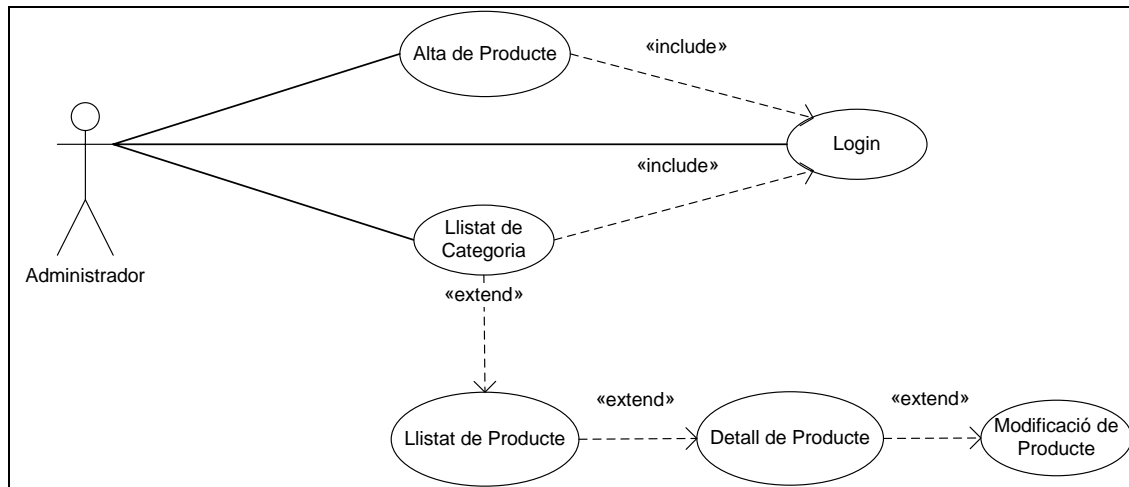 Alta de Producte
«include»
Login
«include»
Llistat de
Categoria
Administrador
«extend»
Llistat de Producte
«extend»
Detall de Producte
«extend»
Modificació de
Producte